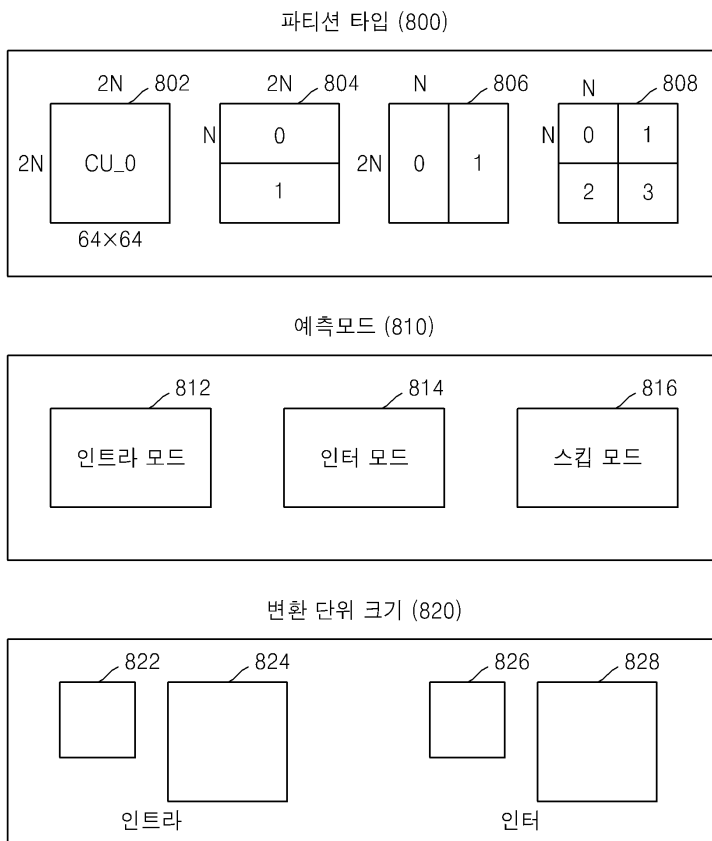 파티션 타입 (800)
2N 802 2N 804 N 806 N 808
2N CU_0 N 0 2N 0 1 N 0 1
1 2 3
64×64
예측모드 (810)
812 814 816
인트라 모드 인터 모드 스킵 모드
변환 단위 크기 (820)
822 824 826 828
인트라 인터